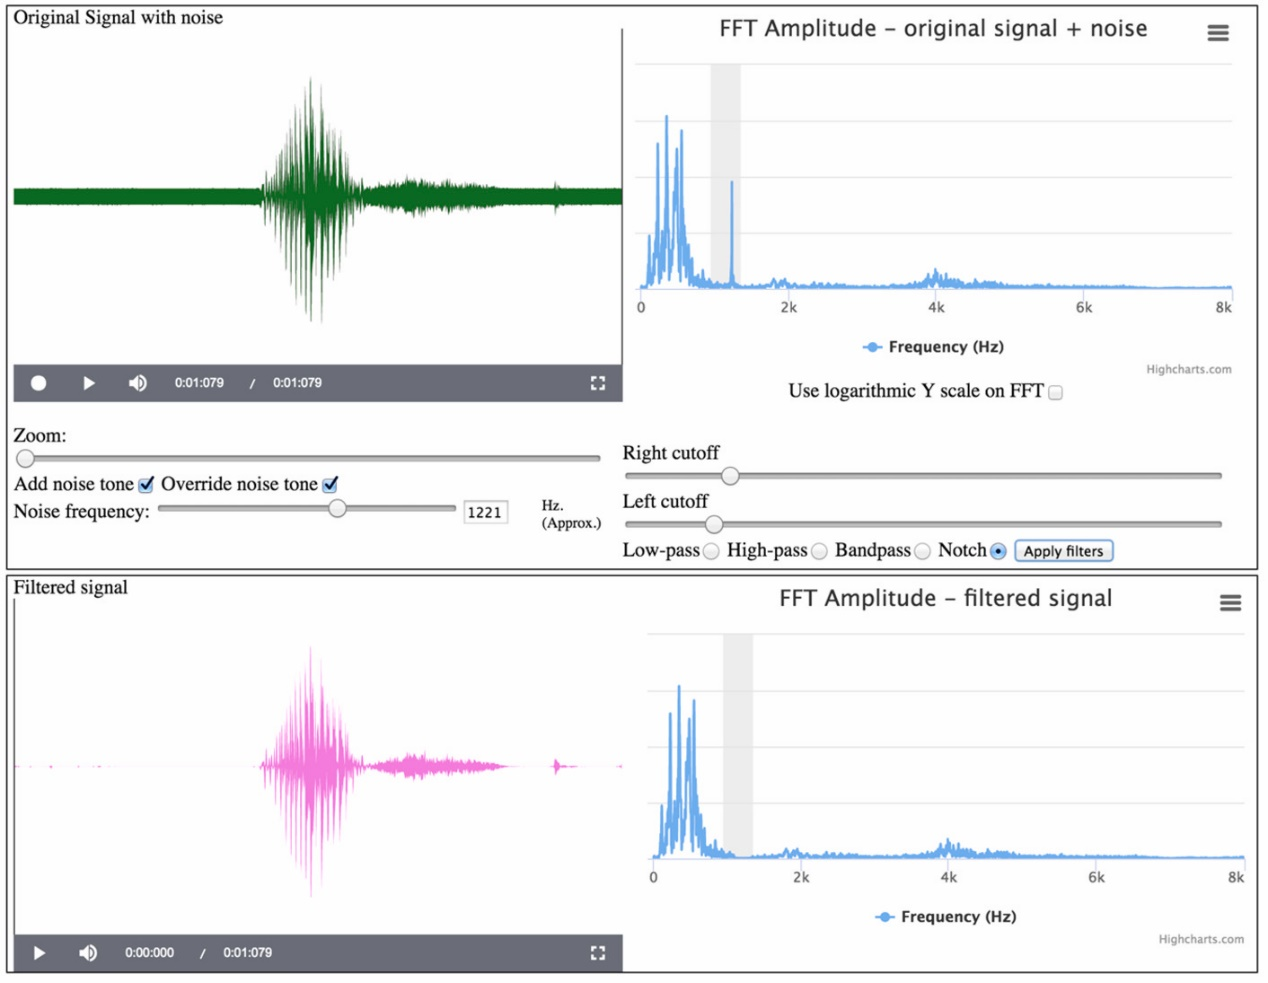 Original Signal with noise
FFT Amplitude – original signal + noise
0 2k 4k 6k 8k
Frequency (Hz)
Highcharts.com
0:01:079 / 0:01:079
Use logarithmic Y scale on FFT
Zoom:
Add noise tone Override noise tone
Noise frequency: 1221 Hz.
(Approx.)
Right cutoff
Left cutoff
Low-pass High-pass Bandpass Notch Apply filters
Filtered signal
FFT Amplitude – filtered signal
0 2k 4k 6k 8k
Frequency (Hz)
Highcharts.com
0:00:000 / 0:01:079